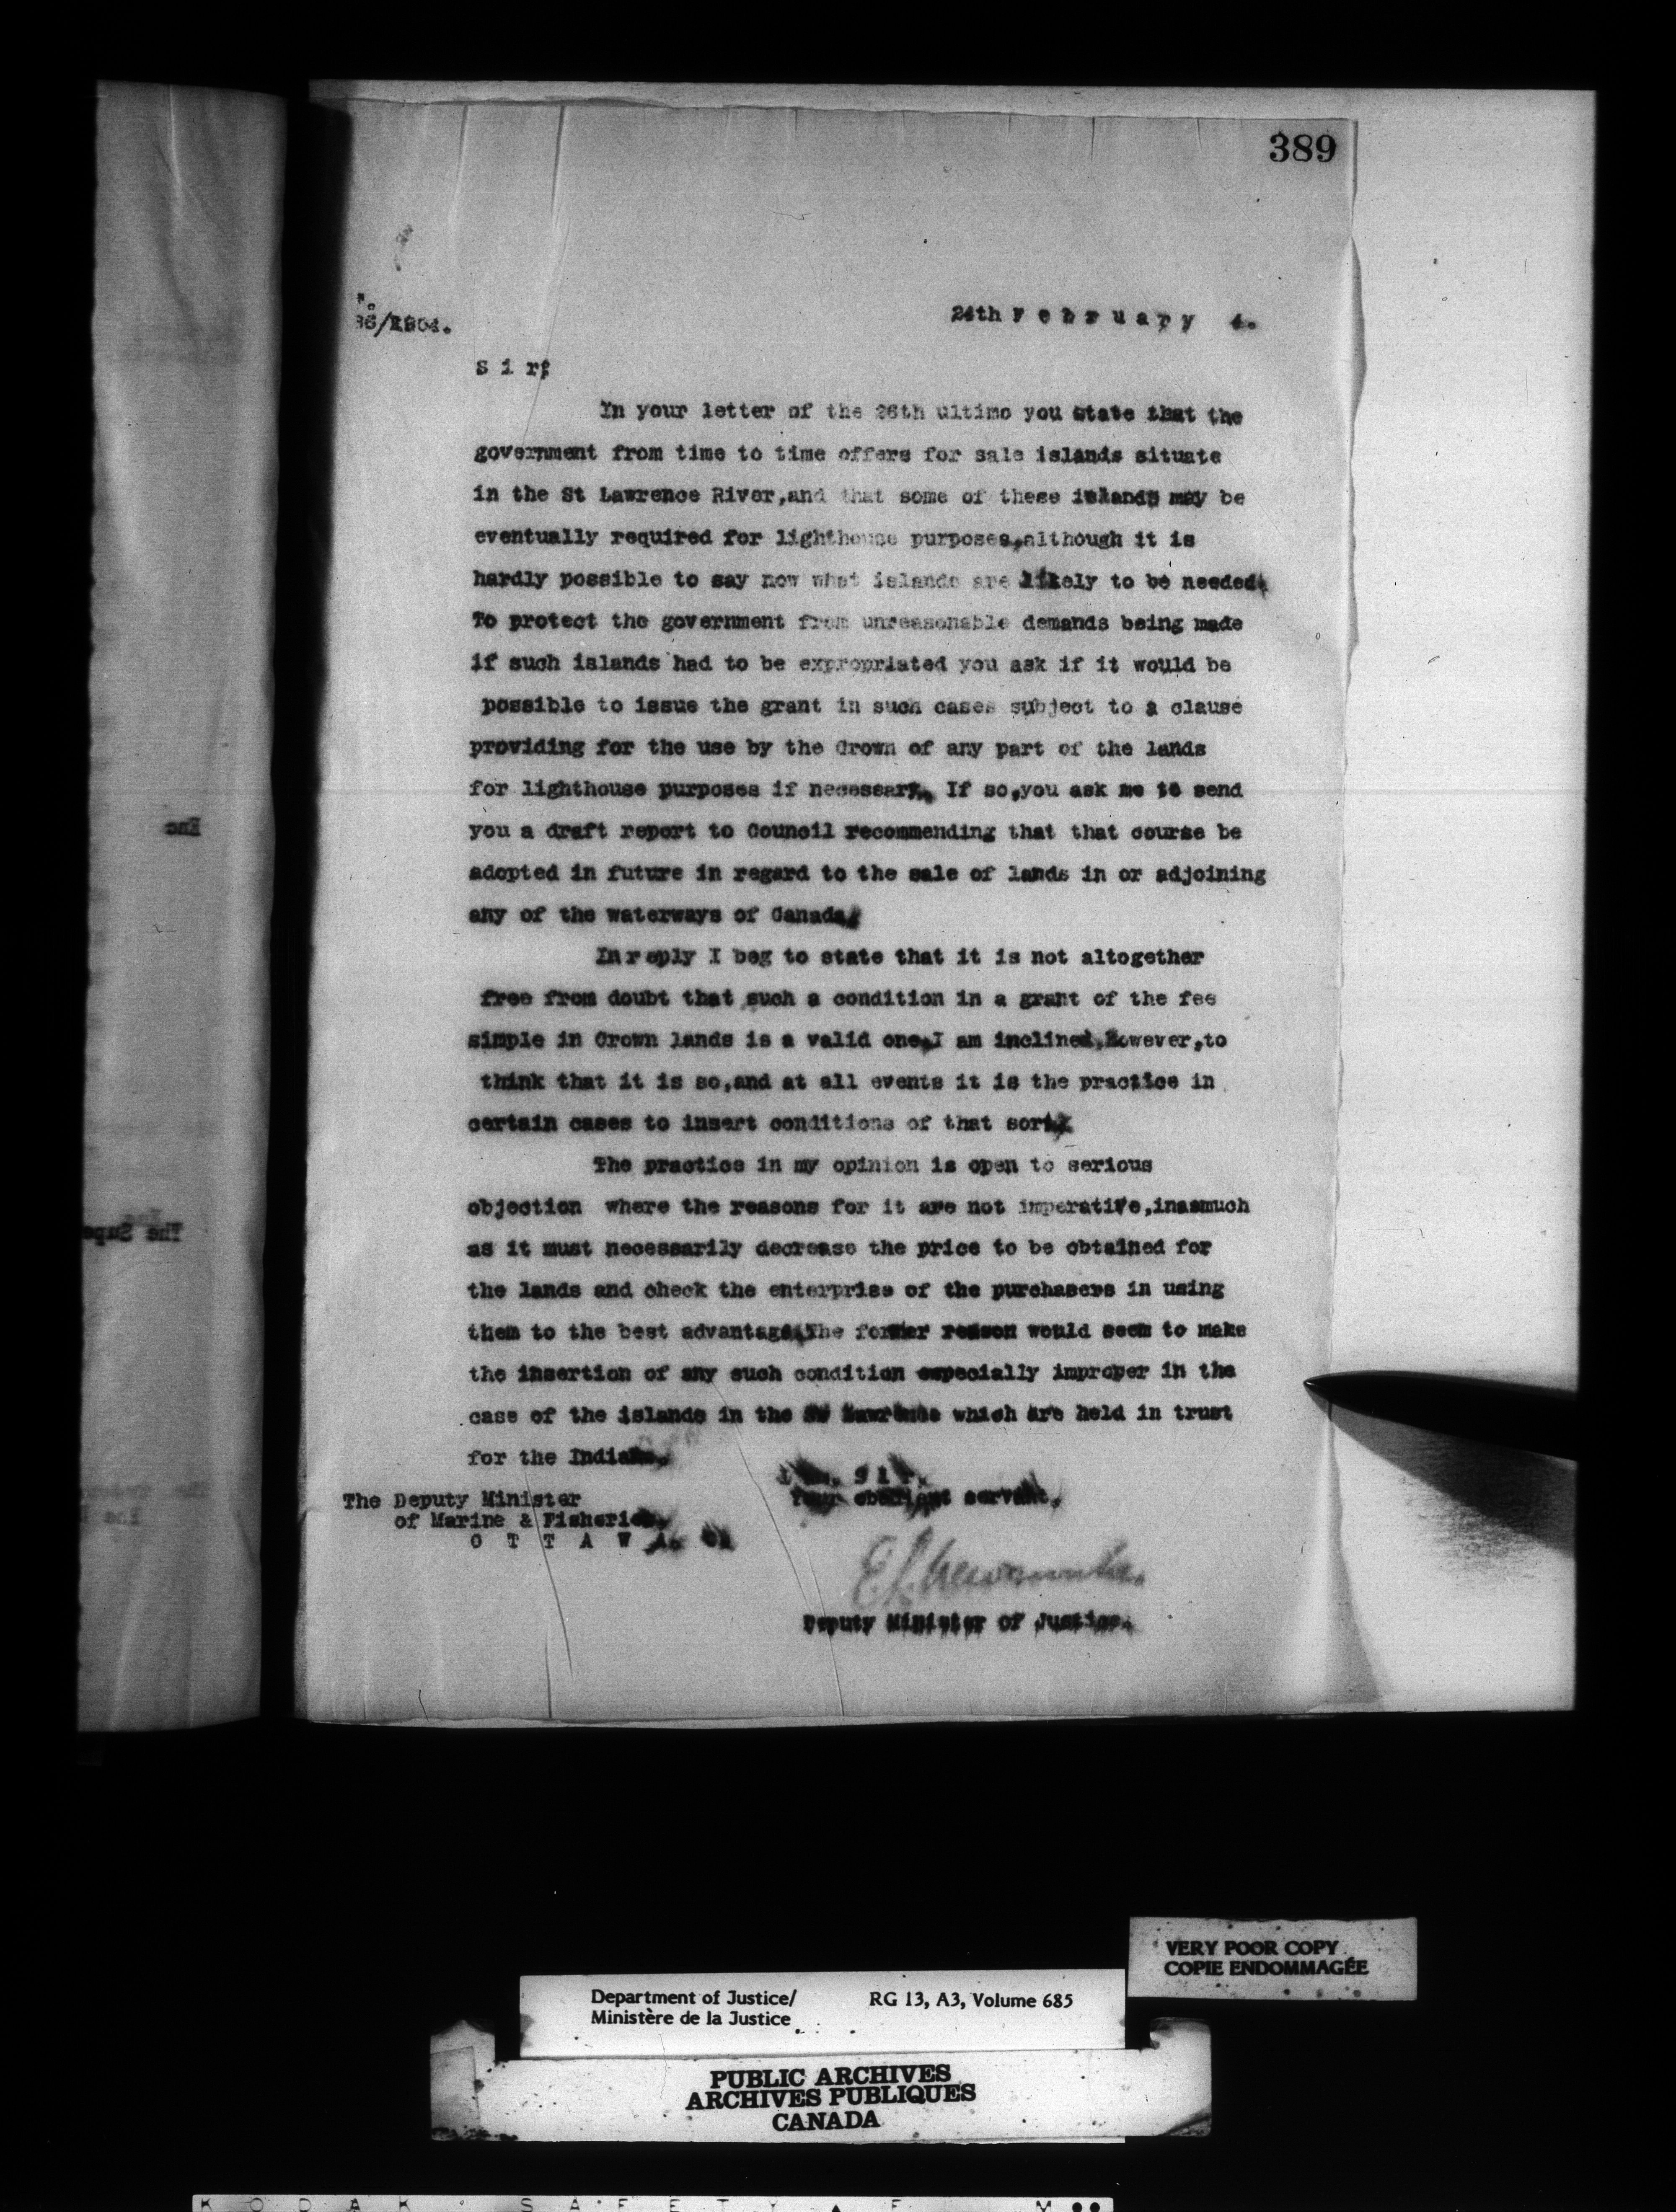 389
24th F e b r u a r y 4.
S i r;
In your letter of the 26th ultimo you state that the
government from time to time offers for sale islands situate
in the St Lawrence River,and that some of these islands may be
eventually required for lighthouse purposes,although it is
hardly possible to say now what islands are likely to be needed.
To protect the government from unreasonable demands being made
if such islands had to be expropriated you ask if it would be
possible to issue the grant in such cases subject to a clause
providing for the use by the Crown of any part of the lands
for lighthouse purposes if necessary. If so,you ask me to send
you a draft report to Council recommending that that course be
adopted in future in regard to the sale of lands in or adjoining
any of the waterways of Canada.
In reply I beg to state that it is not altogether
free from doubt that such a condition in a grant of the fee
simple in Crown lands is a valid one.I am inclined,however,to
think that it is so,and at all events it is the practice in
certain cases to insert conditions of that sort.
The practice in my opinion is open to serious
objection where the reasons for it are not imperative,inasmuch
as it must necessarily decrease the price to be obtained for
the lands and check the enterprise of the purchasers in using
them to the best advantage.The former reason would seem to make
the insertion of any such condition especially improper in the
case of the islands in the St Lawrence which are held in trust
for the Indians.
I am, S i r,
Your obedient servant,
The Deputy Minister
of Marine & Fisheries,
O T T A W A.
E. L. Newcombe.
Deputy Minister of Justice.
VERY POOR COPY
COPIE ENDOMMAGÉE
Department of Justice/ RG 13, A3, Volume 685
Ministère de la Justice
PUBLIC ARCHIVES
ARCHIVES PUBLIQUES
CANADA
K O D A K S A F E T Y F M